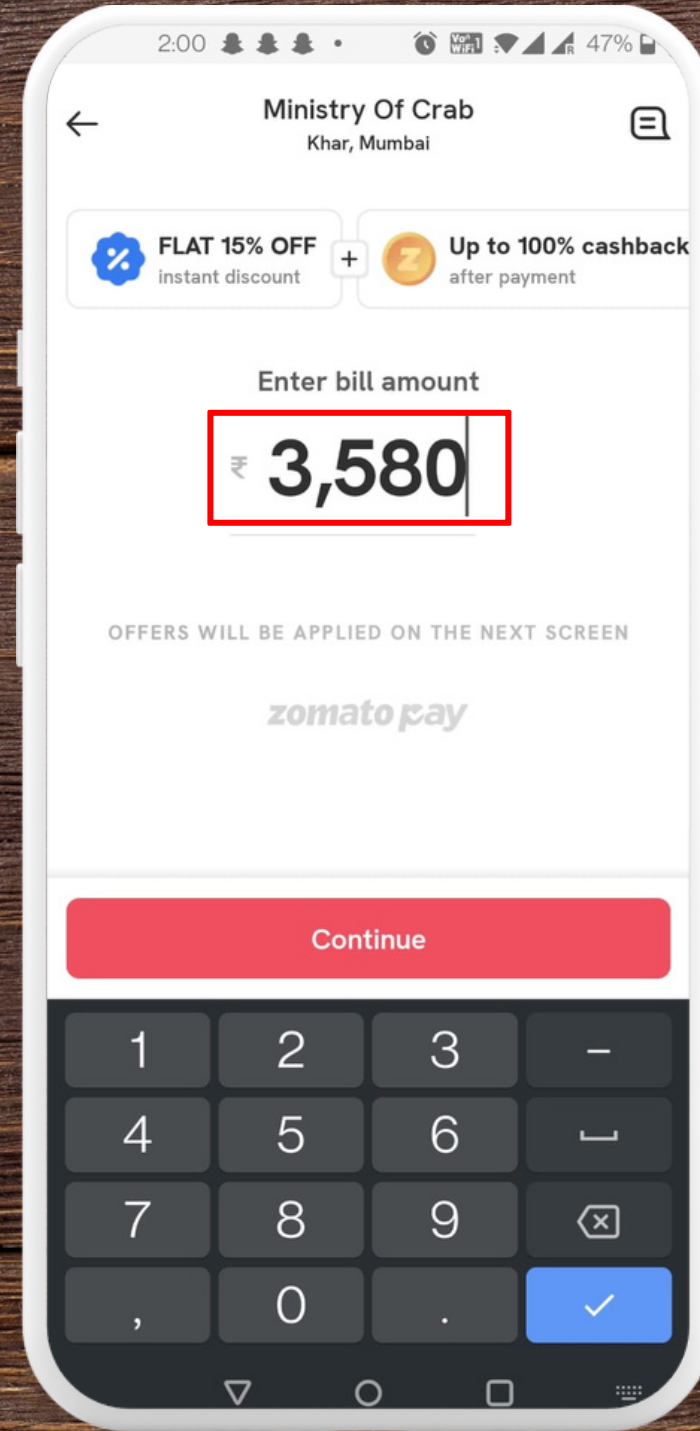 2:00 47%
Ministry Of Crab
Khar, Mumbai
FLAT 15% OFF
instant discount
+
Up to 100% cashback
after payment
Enter bill amount
₹ 3,580
OFFERS WILL BE APPLIED ON THE NEXT SCREEN
zomato pay
Continue
1 2 3 –
4 5 6
7 8 9
, 0 .